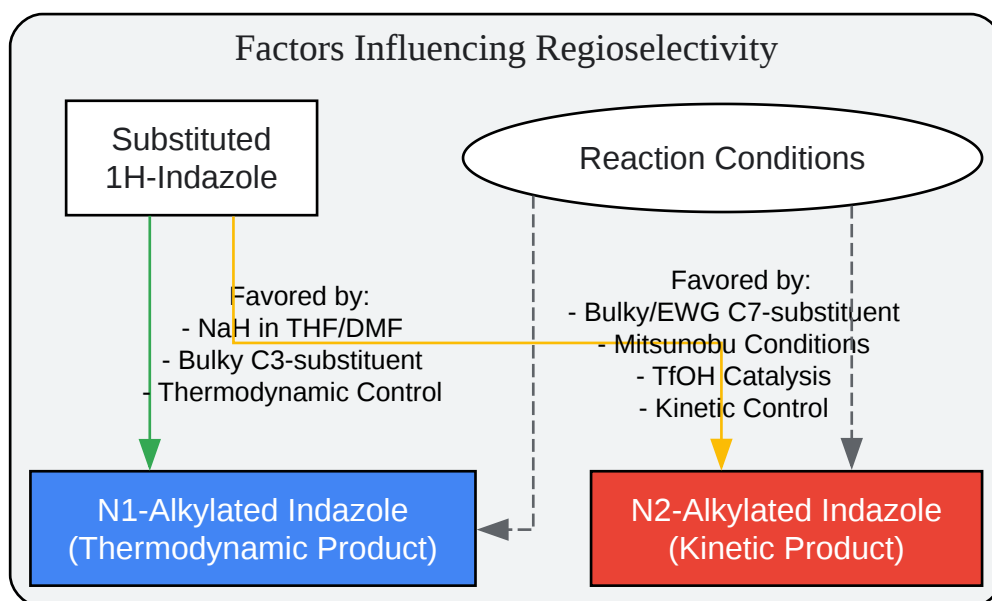 Factors Influencing Regioselectivity
Substituted
1H-Indazole
Reaction Conditions
Favored by:
- NaH in THF/DMF
- Bulky C3-substituent
- Thermodynamic Control
Favored by:
- Bulky/EWG C7-substituent
- Mitsunobu Conditions
- TfOH Catalysis
- Kinetic Control
N1-Alkylated Indazole
(Thermodynamic Product)
N2-Alkylated Indazole
(Kinetic Product)